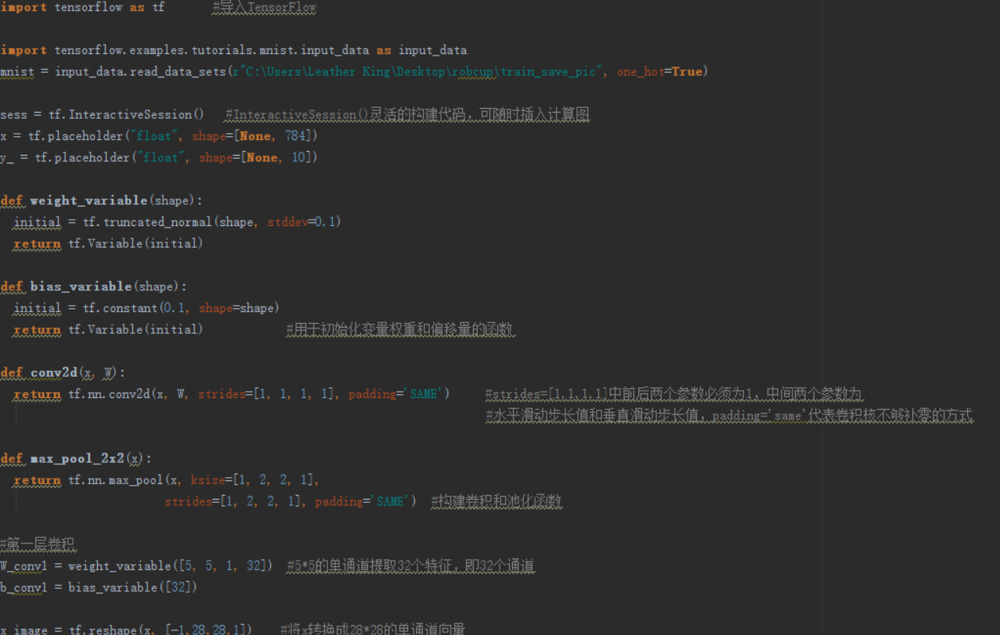 import tensorflow as tf #导入TensorFlow
import tensorflow.examples.tutorials.mnist.input_data as input_data
mnist = input_data.read_data_sets(r"C:\Users\Leather King\Desktop\robcup\train_save_pic", one_hot=True)
sess = tf.InteractiveSession() #InteractiveSession()灵活的构建代码，可随时插入计算图
x = tf.placeholder("float", shape=[None, 784])
y_ = tf.placeholder("float", shape=[None, 10])
def weight_variable(shape):
initial = tf.truncated_normal(shape, stddev=0.1)
return tf.Variable(initial)
def bias_variable(shape):
initial = tf.constant(0.1, shape=shape)
return tf.Variable(initial) #用于初始化变量权重和偏移量的函数
def conv2d(x, W):
return tf.nn.conv2d(x, W, strides=[1, 1, 1, 1], padding='SAME') #strides=[1,1,1,1]中前后两个参数必须为1，中间两个参数为
#水平滑动步长值和垂直滑动步长值，padding='same'代表卷积核不够补零的方式
def max_pool_2x2(x):
return tf.nn.max_pool(x, ksize=[1, 2, 2, 1],
strides=[1, 2, 2, 1], padding='SAME') #构建卷积和池化函数
#第一层卷积
W_conv1 = weight_variable([5, 5, 1, 32]) #5*5的单通道提取32个特征，即32个通道
b_conv1 = bias_variable([32])
x_image = tf.reshape(x, [-1,28,28,1]) #将x转换成28*28的单通道向量